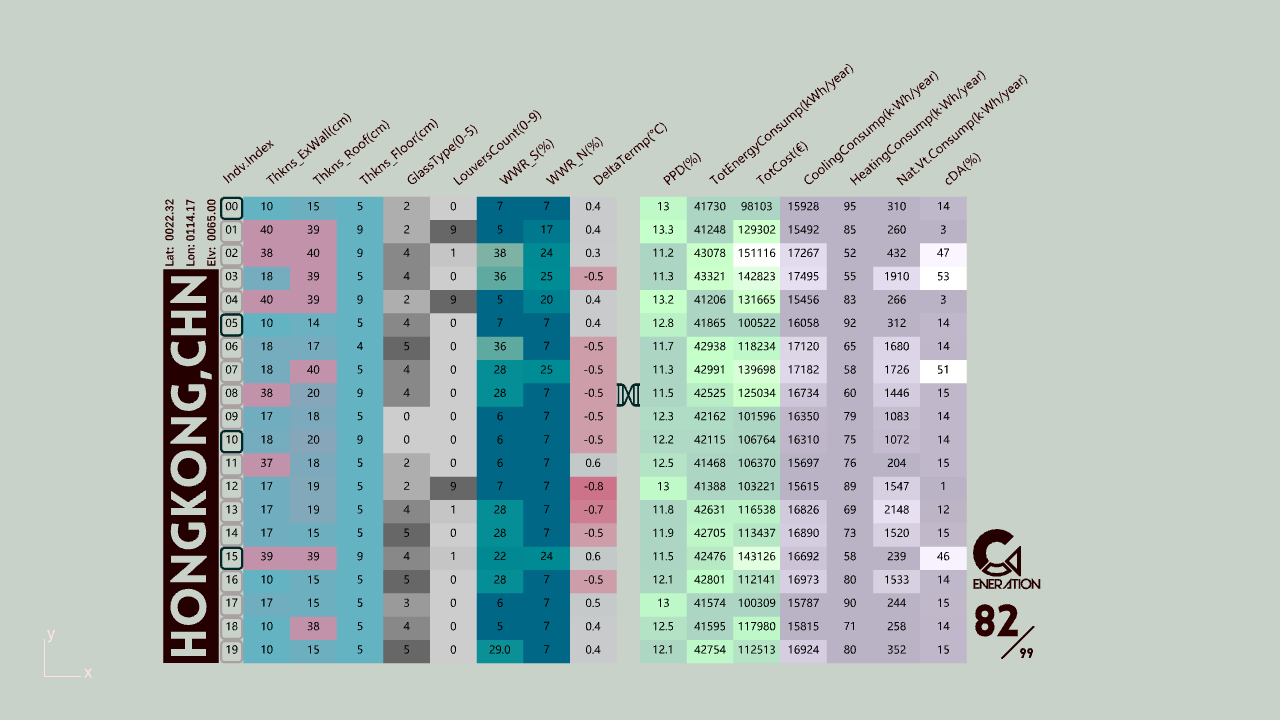 Indv.Index Thkns_ExWall(cm) Thkns_Roof(cm) Thkns_Floor(cm) GlassType(0-5) LouversCount(0-9) WWR_S(%) WWR_N(%) DeltaTermp(°C) PPD(%) TotEnergyConsump(kWh/year) TotCost(€) CoolingConsump(k·Wh/year) HeatingConsump(k·Wh/year) Nat.Vt.Consump(k·Wh/year) cDA(%)
Lat: 0022.32
Lon: 0114.17
Elv: 0065.00
HONGKONG,CHN
00 10 15 5 2 0 7 7 0.4 13 41730 98103 15928 95 310 14
01 40 39 9 2 9 5 17 0.4 13.3 41248 129302 15492 85 260 3
02 38 40 9 4 1 38 24 0.3 11.2 43078 151116 17267 52 432 47
03 18 39 5 4 0 36 25 -0.5 11.3 43321 142823 17495 55 1910 53
04 40 39 9 2 9 5 20 0.4 13.2 41206 131665 15456 83 266 3
05 10 14 5 4 0 7 7 0.4 12.8 41865 100522 16058 92 312 14
06 18 17 4 5 0 36 7 -0.5 11.7 42938 118234 17120 65 1680 14
07 18 40 5 4 0 28 25 -0.5 11.3 42991 139698 17182 58 1726 51
08 38 20 9 4 0 28 7 -0.5 11.5 42525 125034 16734 60 1446 15
09 17 18 5 0 0 6 7 -0.5 12.3 42162 101596 16350 79 1083 14
10 18 20 9 0 0 6 7 -0.5 12.2 42115 106764 16310 75 1072 14
11 37 18 5 2 0 6 7 0.6 12.5 41468 106370 15697 76 204 15
12 17 19 5 2 9 7 7 -0.8 13 41388 103221 15615 89 1547 1
13 17 19 5 4 1 28 7 -0.7 11.8 42631 116538 16826 69 2148 12
14 17 15 5 5 0 28 7 -0.5 11.9 42705 113437 16890 73 1520 15
15 39 39 9 4 1 22 24 0.6 11.5 42476 143126 16692 58 239 46
16 10 15 5 5 0 28 7 -0.5 12.1 42801 112141 16973 80 1533 14
17 17 15 5 3 0 6 7 0.5 13 41574 100309 15787 90 244 15
18 10 38 5 4 0 5 7 0.4 12.5 41595 117980 15815 71 258 14
19 10 15 5 5 0 29.0 7 0.4 12.1 42754 112513 16924 80 352 15
G
ENERATION
82/99
y
x